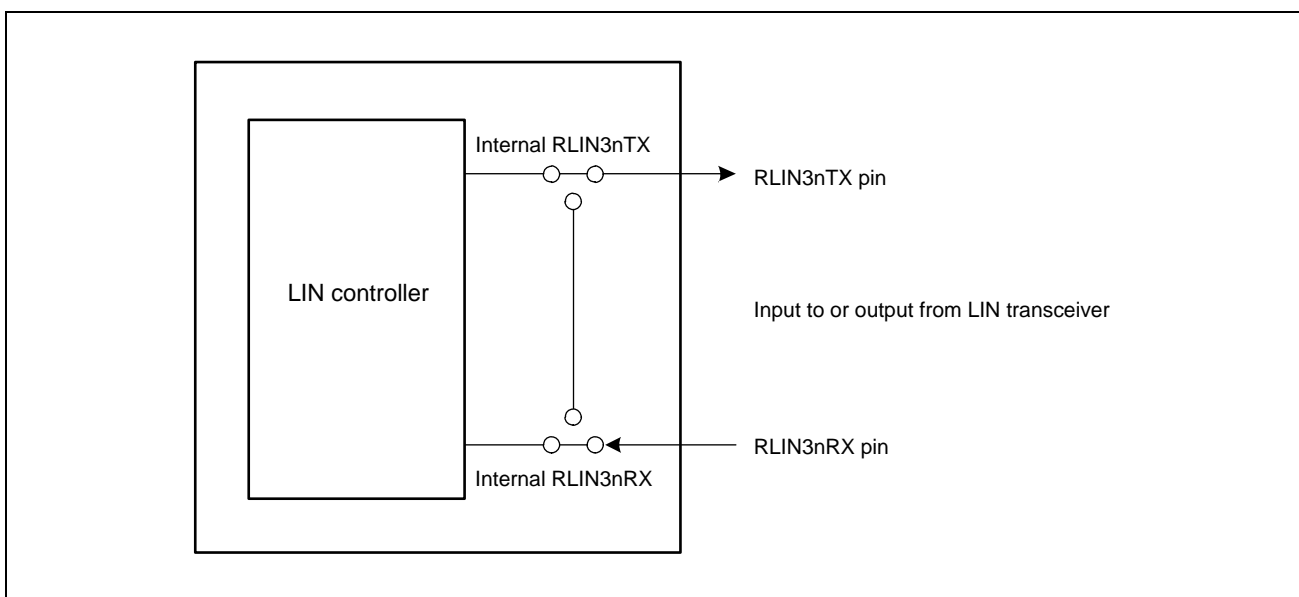 Internal RLIN3nTX
RLIN3nTX pin
LIN controller
Input to or output from LIN transceiver
RLIN3nRX pin
Internal RLIN3nRX